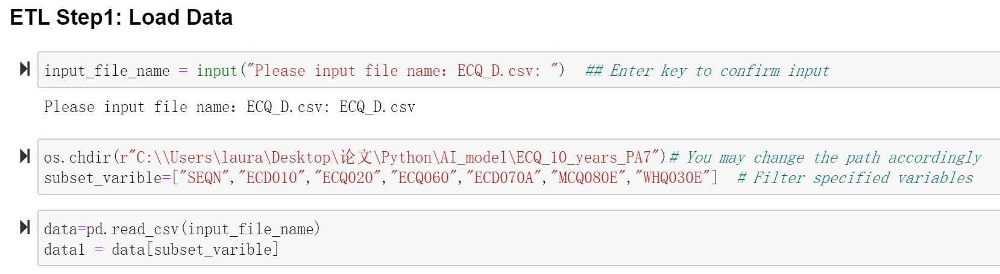 ETL Step1: Load Data
input_file_name = input("Please input file name：ECQ_D.csv: ")  ## Enter key to confirm input
Please input file name：ECQ_D.csv: ECQ_D.csv
os.chdir(r"C:\\Users\laura\Desktop\论文\Python\AI_model\ECQ_10_years_PA7")# You may change the path accordingly
subset_varible=["SEQN","ECD010","ECQ020","ECQ060","ECD070A","MCQ080E","WHQ030E"]  # Filter specified variables
data=pd.read_csv(input_file_name)
data1 = data[subset_varible]